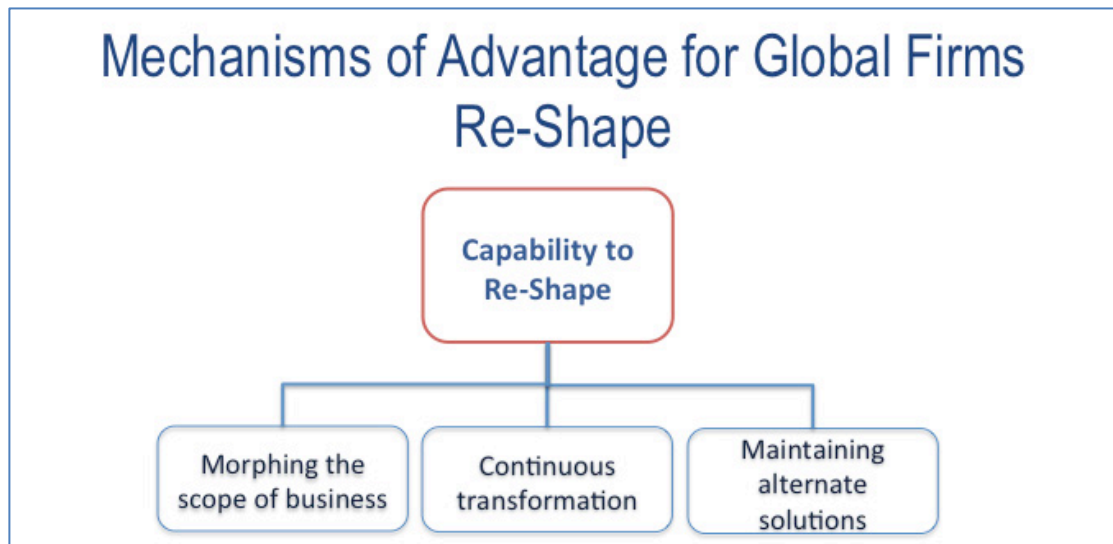 Mechanisms of Advantage for Global Firms
Re-Shape
Capability to
Re-Shape
Morphing the
scope of business
Continuous
transformation
Maintaining
alternate
solutions